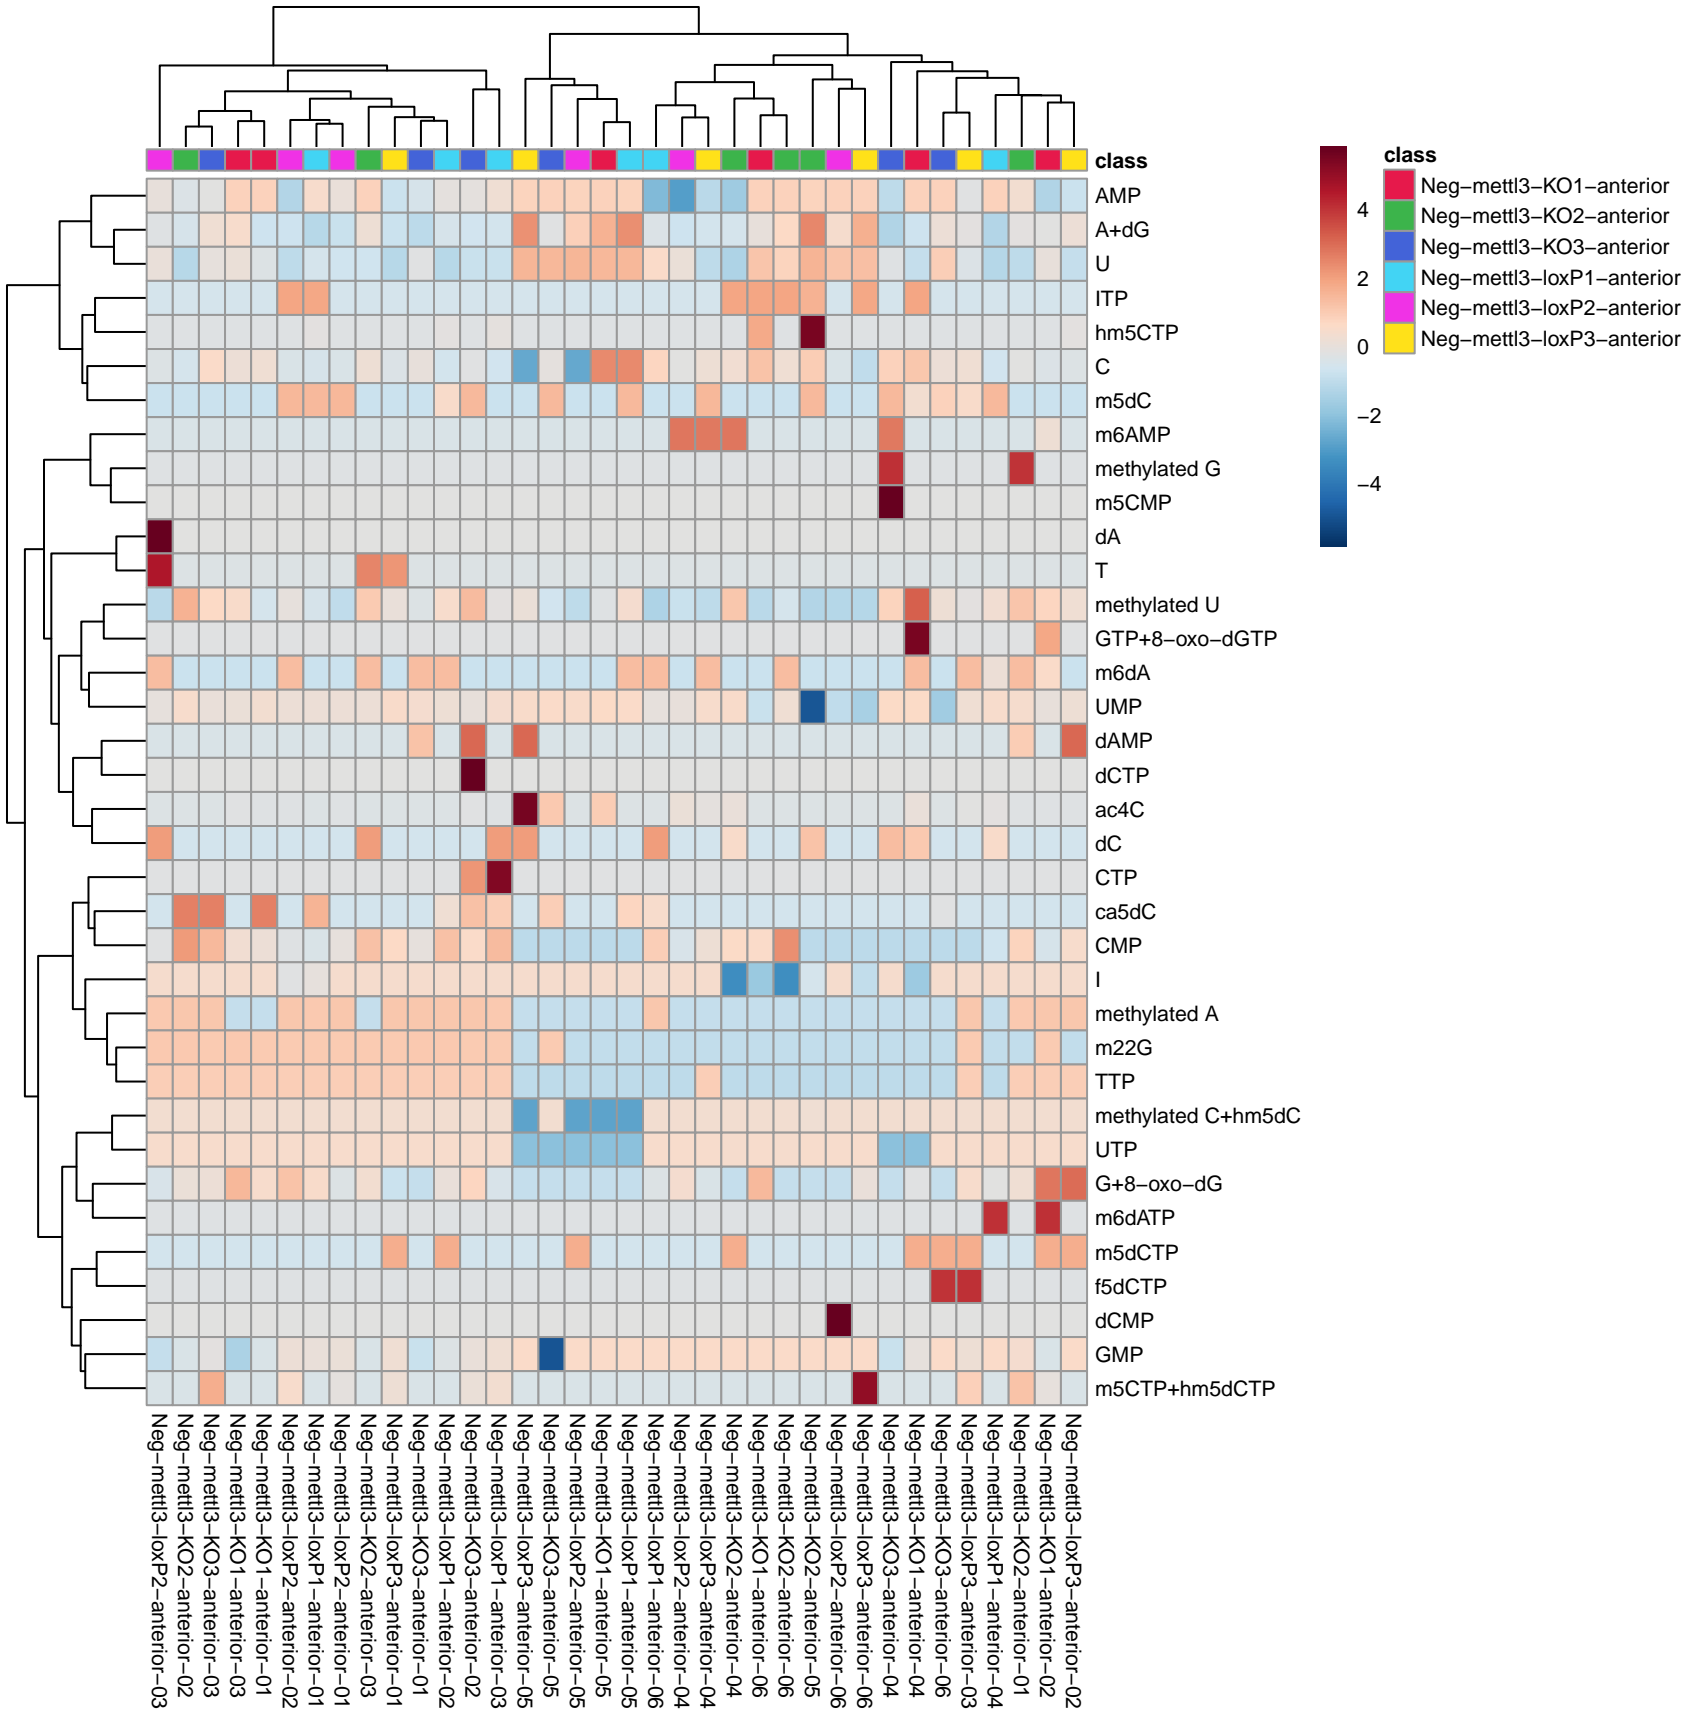 class
AMP
A+dG
U
ITP
hm5CTP
C
m5dC
m6AMP
methylated G
m5CMP
dA
T
methylated U
GTP+8−oxo−dGTP
m6dA
UMP
dAMP
dCTP
ac4C
dC
CTP
ca5dC
CMP
I
methylated A
m22G
TTP
methylated C+hm5dC
UTP
G+8−oxo−dG
m6dATP
m5dCTP
f5dCTP
dCMP
GMP
m5CTP+hm5dCTP
4
2
0
−2
−4
class
Neg−mettl3−KO1−anterior
Neg−mettl3−KO2−anterior
Neg−mettl3−KO3−anterior
Neg−mettl3−loxP1−anterior
Neg−mettl3−loxP2−anterior
Neg−mettl3−loxP3−anterior
Neg−mettl3−loxP2−anterior−03
Neg−mettl3−KO2−anterior−02
Neg−mettl3−KO3−anterior−03
Neg−mettl3−KO1−anterior−03
Neg−mettl3−KO1−anterior−01
Neg−mettl3−loxP2−anterior−02
Neg−mettl3−loxP1−anterior−01
Neg−mettl3−loxP2−anterior−01
Neg−mettl3−KO2−anterior−03
Neg−mettl3−loxP3−anterior−01
Neg−mettl3−KO3−anterior−01
Neg−mettl3−loxP1−anterior−02
Neg−mettl3−KO3−anterior−02
Neg−mettl3−loxP1−anterior−03
Neg−mettl3−loxP3−anterior−05
Neg−mettl3−KO3−anterior−05
Neg−mettl3−loxP2−anterior−05
Neg−mettl3−KO1−anterior−05
Neg−mettl3−loxP1−anterior−05
Neg−mettl3−loxP1−anterior−06
Neg−mettl3−loxP2−anterior−04
Neg−mettl3−loxP3−anterior−04
Neg−mettl3−KO2−anterior−04
Neg−mettl3−KO1−anterior−06
Neg−mettl3−KO2−anterior−06
Neg−mettl3−KO2−anterior−05
Neg−mettl3−loxP2−anterior−06
Neg−mettl3−loxP3−anterior−06
Neg−mettl3−KO3−anterior−04
Neg−mettl3−KO1−anterior−04
Neg−mettl3−KO3−anterior−06
Neg−mettl3−loxP3−anterior−03
Neg−mettl3−loxP1−anterior−04
Neg−mettl3−KO2−anterior−01
Neg−mettl3−KO1−anterior−02
Neg−mettl3−loxP3−anterior−02